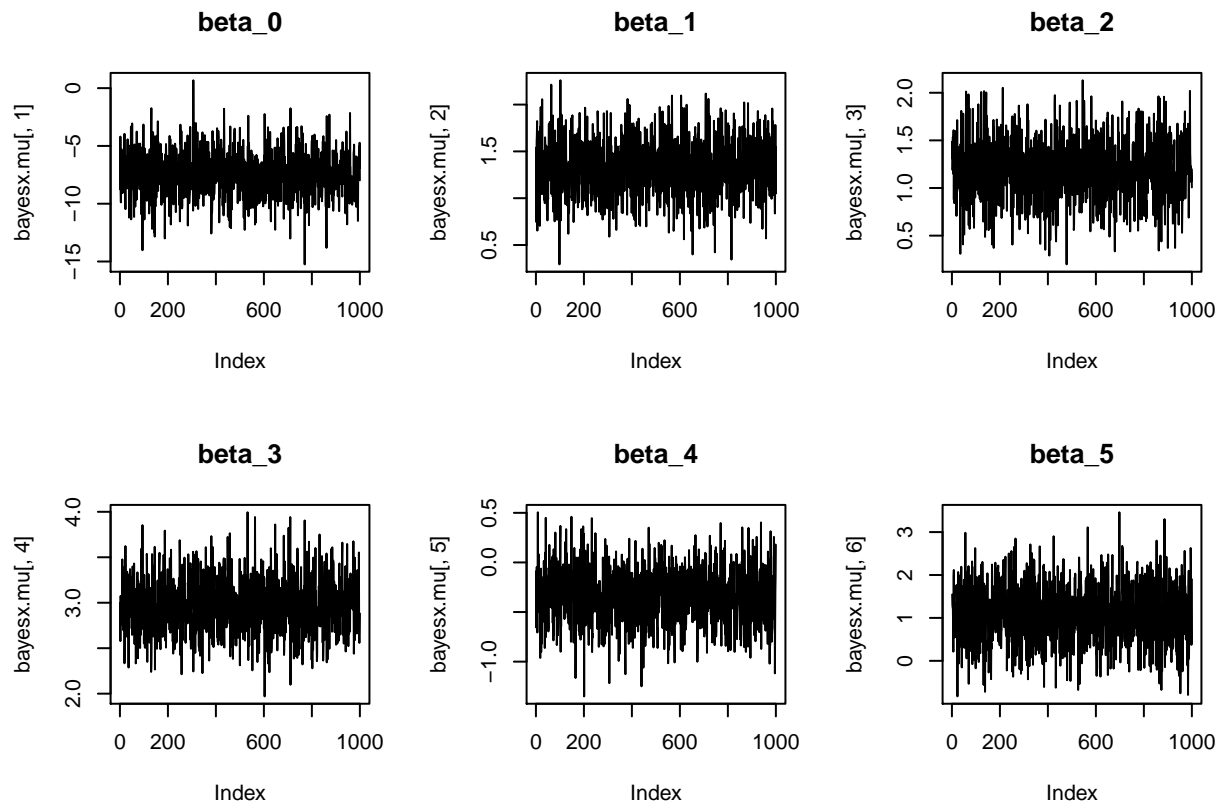 beta_0
bayesx.mu[, 1]
0
−5
−10
−15
0 200 600 1000
Index
beta_1
bayesx.mu[, 2]
1.5
0.5
0 200 600 1000
Index
beta_2
bayesx.mu[, 3]
2.0
1.5
1.0
0.5
0 200 600 1000
Index
beta_3
bayesx.mu[, 4]
4.0
3.0
2.0
0 200 600 1000
Index
beta_4
bayesx.mu[, 5]
0.5
0.0
−1.0
0 200 600 1000
Index
beta_5
bayesx.mu[, 6]
3
2
1
0
0 200 600 1000
Index